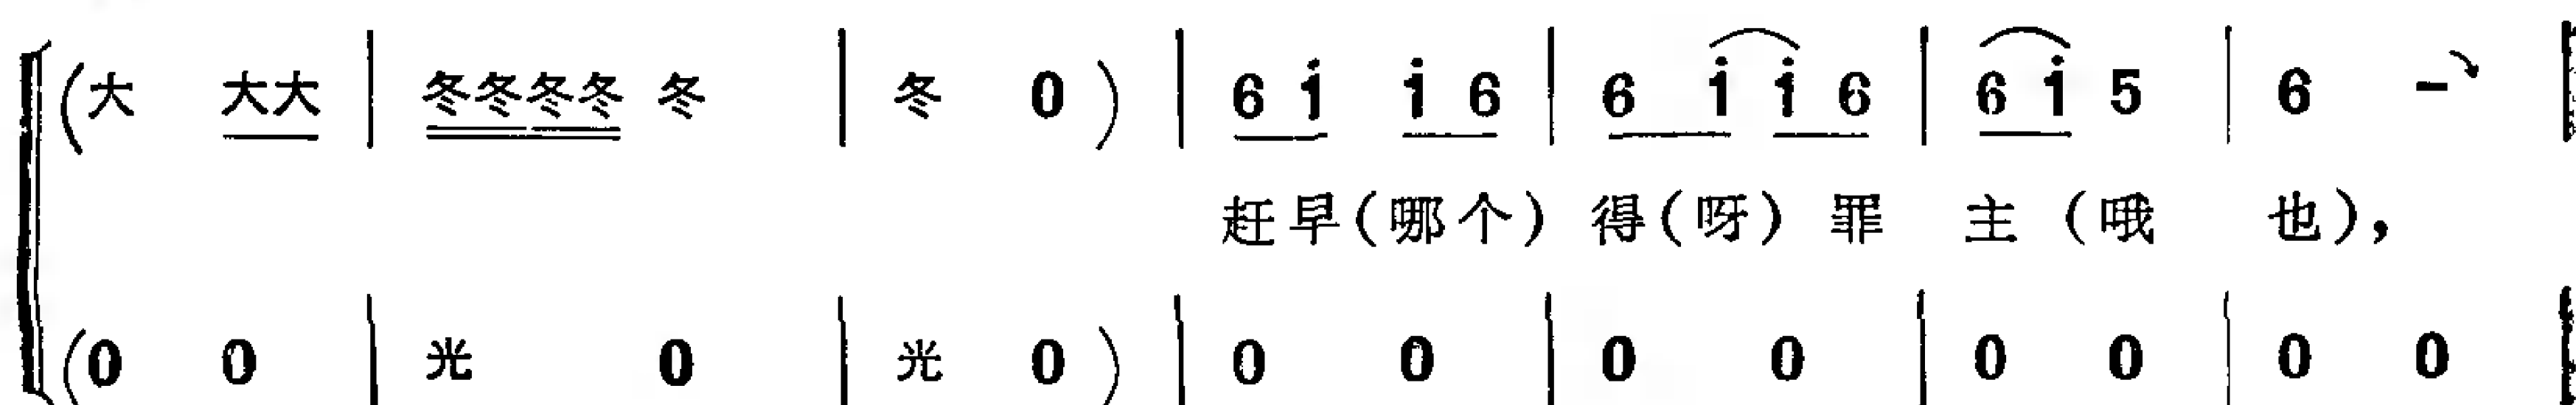 (大 大大 | 冬冬冬冬 冬 | 冬 0) | 6 i̇ i̇ 6 | 6 i̇ i̇ 6 | 6 i̇ 5 | 6 - |
赶早(哪个) 得(呀) 罪 主 (哦 也),
(0 0 | 光 0 | 光 0) | 0 0 | 0 0 | 0 0 | 0 0 |